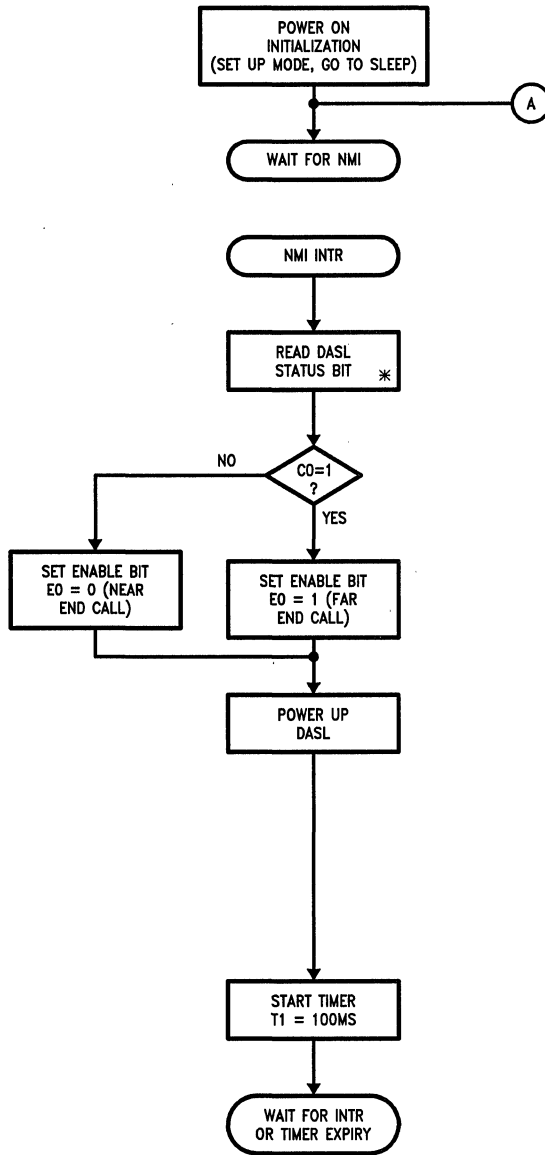 POWER ON
INITIALIZATION
(SET UP MODE, GO TO SLEEP)
A
WAIT FOR NMI
NMI INTR
READ DASL
STATUS BIT *
NO
C0=1
?
YES
SET ENABLE BIT
E0 = 0 (NEAR
END CALL)
SET ENABLE BIT
E0 = 1 (FAR
END CALL)
POWER UP
DASL
START TIMER
T1 = 100MS
WAIT FOR INTR
OR TIMER EXPIRY